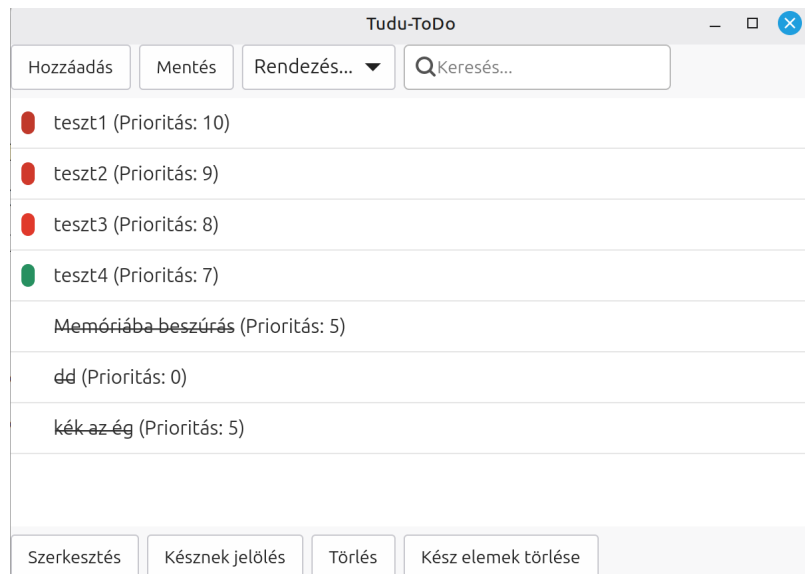 Tudu-ToDo
Hozzáadás Mentés Rendezés... Keresés...
teszt1 (Prioritás: 10)
teszt2 (Prioritás: 9)
teszt3 (Prioritás: 8)
teszt4 (Prioritás: 7)
Memóriába beszúrás (Prioritás: 5)
dd (Prioritás: 0)
kék az ég (Prioritás: 5)
Szerkesztés Késznek jelölés Törlés Kész elemek törlése